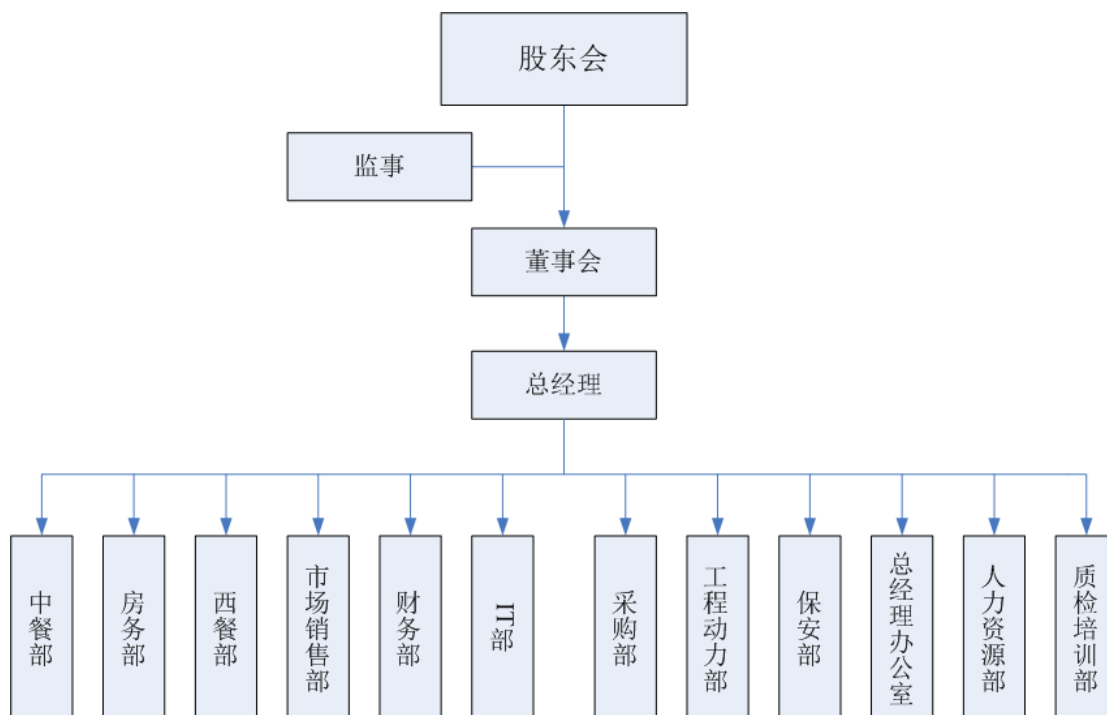 股东会
监事
董事会
总经理
中餐部
房务部
西餐部
市场销售部
财务部
IT部
采购部
工程动力部
保安部
总经理办公室
人力资源部
质检培训部